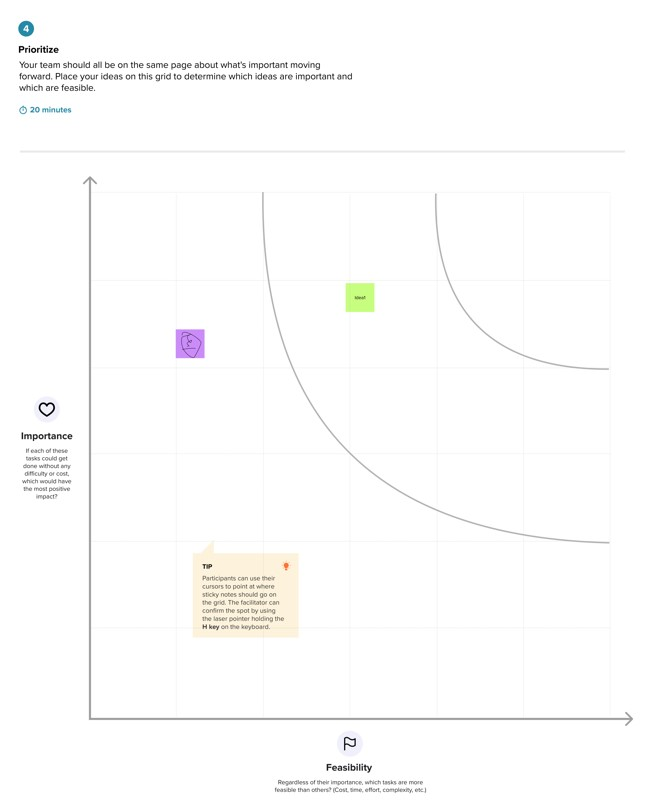 4
Prioritize
Your team should all be on the same page about what's important moving
forward. Place your ideas on this grid to determine which ideas are important and
which are feasible.
20 minutes
Idea1
Importance
If each of these
tasks could get
done without any
difficulty or cost,
which would have
the most positive
impact?
TIP
Participants can use their
cursors to point at where
sticky notes should go on
the grid. The facilitator can
confirm the spot by using
the laser pointer holding the
H key on the keyboard.
Feasibility
Regardless of their importance, which tasks are more
feasible than others? (Cost, time, effort, complexity, etc.)